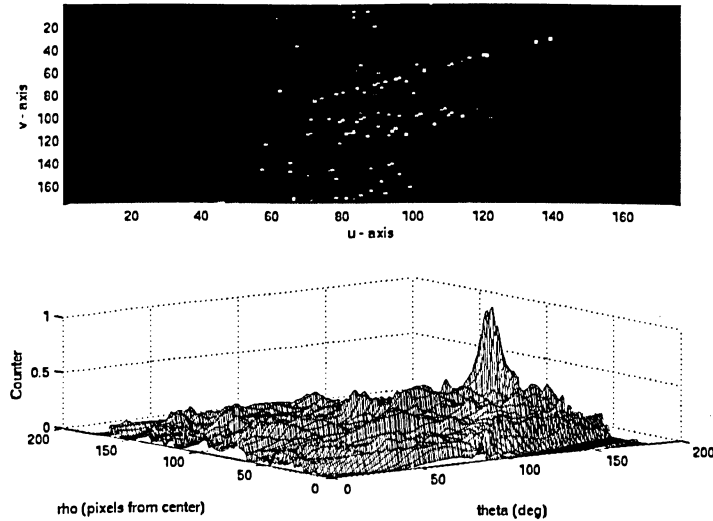 20
40
60
80
100
120
140
160
v - axis
20 40 60 80 100 120 140 160
u - axis
1
0.5
0
Counter
200 150 100 50 0
0 50 100 150 200
rho (pixels from center)
theta (deg)